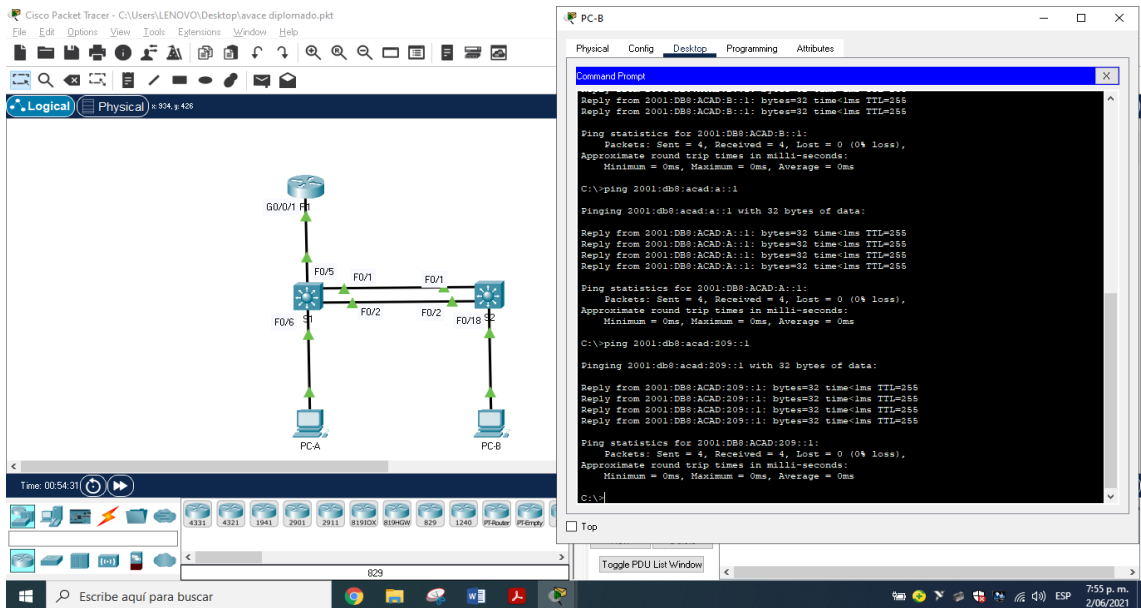 Cisco Packet Tracer - C:\Users\LENOVO\Desktop\avace diplomado.pkt
File Edit Options View Tools Extensions Window Help
Logical Physical x: 934, y: 426
G0/0/1 R1
F0/5
F0/1
F0/1
F0/2
F0/2
F0/6
S1
F0/18
S2
PC-A
PC-B
Time: 00:54:31
4331 4321 1941 2901 2911 819IOX 819HGW 829 1240 PT-Router PT-Empty
829
PC-B
Physical Config Desktop Programming Attributes
Command Prompt X
Reply from 2001:DB8:ACAD:B::1: bytes=32 time<1ms TTL=255
Reply from 2001:DB8:ACAD:B::1: bytes=32 time<1ms TTL=255
Ping statistics for 2001:DB8:ACAD:B::1:
Packets: Sent = 4, Received = 4, Lost = 0 (0% loss),
Approximate round trip times in milli-seconds:
Minimum = 0ms, Maximum = 0ms, Average = 0ms
C:\>ping 2001:db8:acad:a::1
Pinging 2001:db8:acad:a::1 with 32 bytes of data:
Reply from 2001:DB8:ACAD:A::1: bytes=32 time<1ms TTL=255
Reply from 2001:DB8:ACAD:A::1: bytes=32 time<1ms TTL=255
Reply from 2001:DB8:ACAD:A::1: bytes=32 time<1ms TTL=255
Reply from 2001:DB8:ACAD:A::1: bytes=32 time<1ms TTL=255
Ping statistics for 2001:DB8:ACAD:A::1:
Packets: Sent = 4, Received = 4, Lost = 0 (0% loss),
Approximate round trip times in milli-seconds:
Minimum = 0ms, Maximum = 0ms, Average = 0ms
C:\>ping 2001:db8:acad:209::1
Pinging 2001:db8:acad:209::1 with 32 bytes of data:
Reply from 2001:DB8:ACAD:209::1: bytes=32 time<1ms TTL=255
Reply from 2001:DB8:ACAD:209::1: bytes=32 time<1ms TTL=255
Reply from 2001:DB8:ACAD:209::1: bytes=32 time<1ms TTL=255
Reply from 2001:DB8:ACAD:209::1: bytes=32 time<1ms TTL=255
Ping statistics for 2001:DB8:ACAD:209::1:
Packets: Sent = 4, Received = 4, Lost = 0 (0% loss),
Approximate round trip times in milli-seconds:
Minimum = 0ms, Maximum = 0ms, Average = 0ms
C:\>
Top
Toggle PDU List Window
Escribe aquí para buscar
ESP
7:55 p. m.
2/06/2021